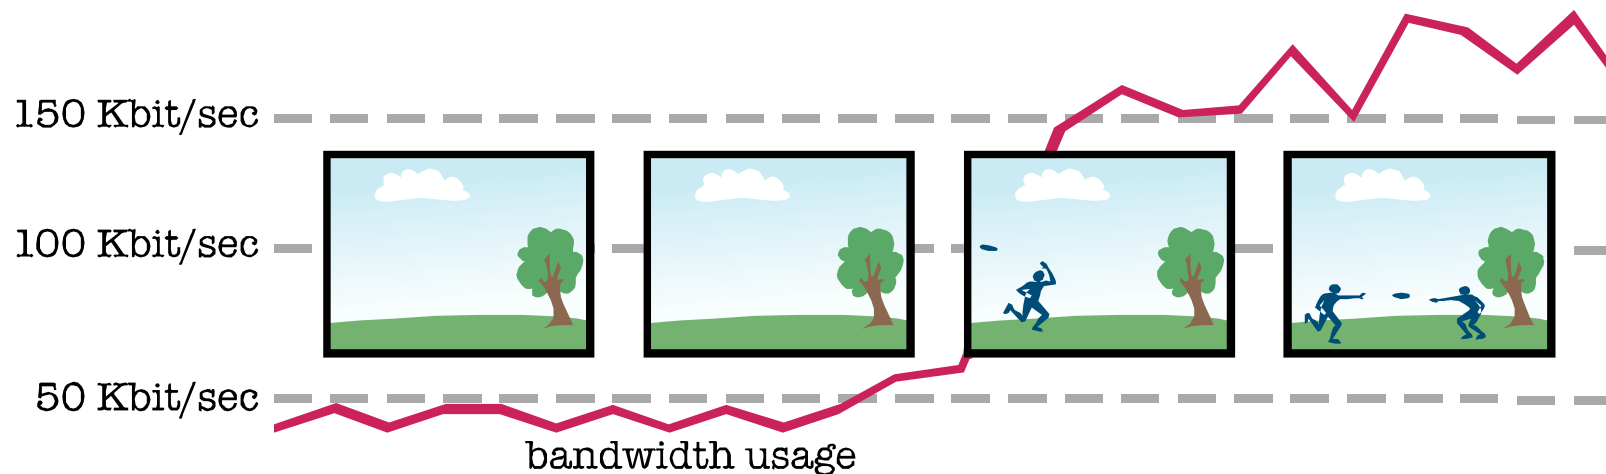 150 Kbit/sec
100 Kbit/sec
50 Kbit/sec
bandwidth usage